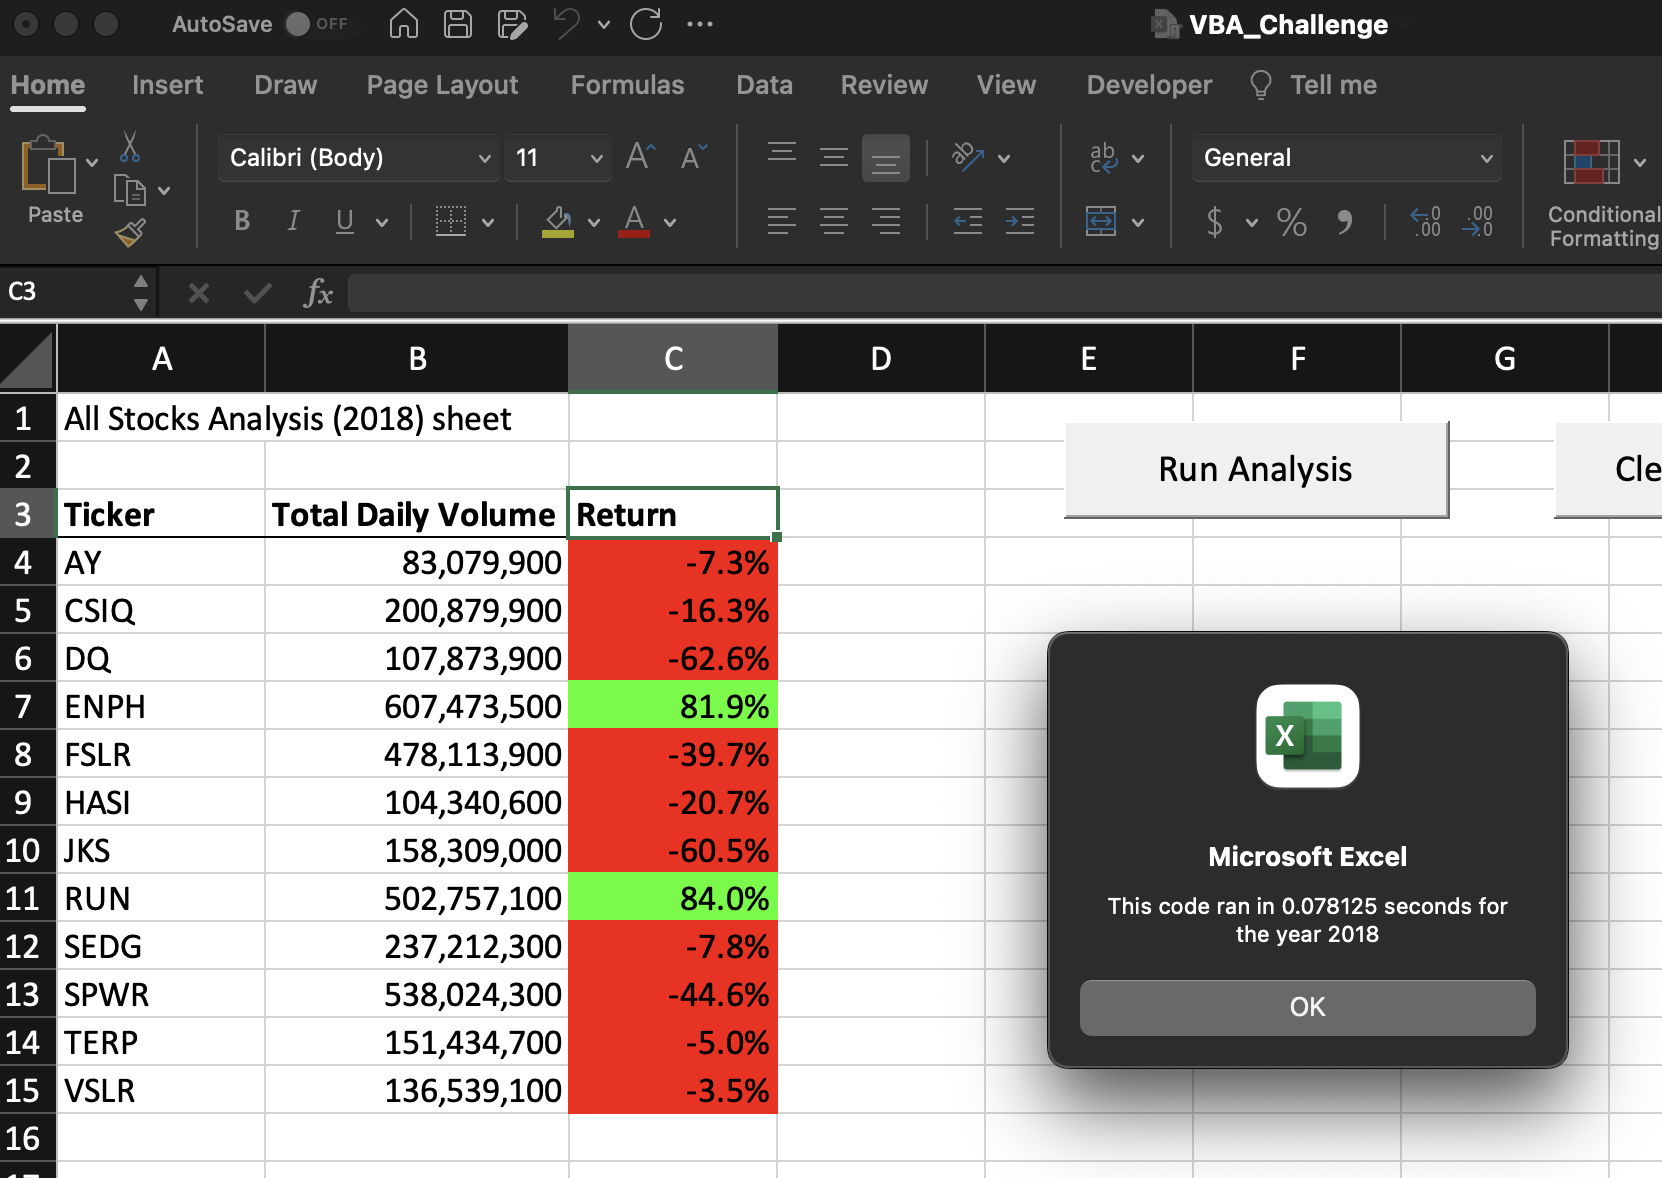 AutoSave OFF VBA_Challenge
Home Insert Draw Page Layout Formulas Data Review View Developer Tell me
Paste
Calibri (Body) 11
General
B I U
ab
c
$ % ,
.00
.00
Conditional
Formatting
C3
fx
A B C D E F G
1 All Stocks Analysis (2018) sheet
Run Analysis
Cle
2
3 Ticker Total Daily Volume Return
4 AY 83,079,900 -7.3%
5 CSIQ 200,879,900 -16.3%
6 DQ 107,873,900 -62.6%
7 ENPH 607,473,500 81.9%
8 FSLR 478,113,900 -39.7%
9 HASI 104,340,600 -20.7%
10 JKS 158,309,000 -60.5%
11 RUN 502,757,100 84.0%
12 SEDG 237,212,300 -7.8%
13 SPWR 538,024,300 -44.6%
14 TERP 151,434,700 -5.0%
15 VSLR 136,539,100 -3.5%
16
Microsoft Excel
This code ran in 0.078125 seconds for
the year 2018
OK